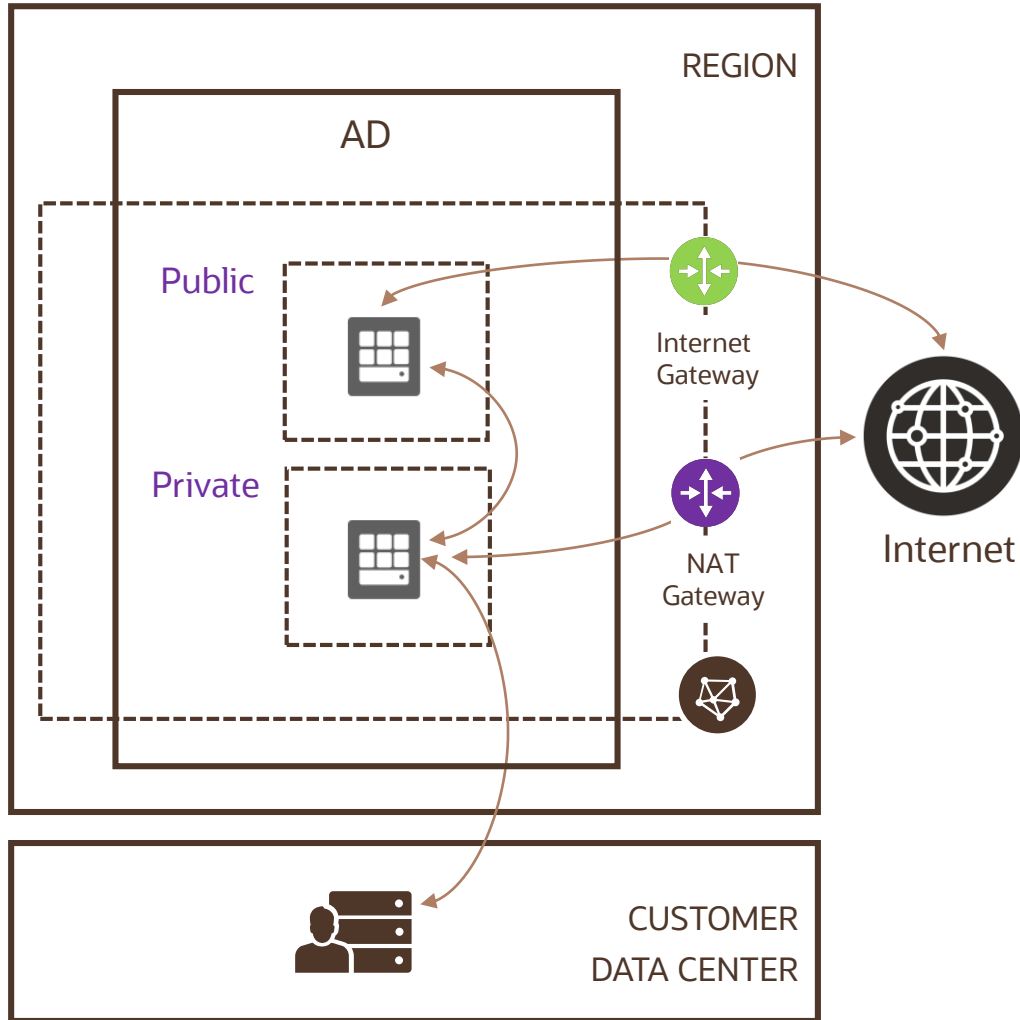 REGION
AD
Public
Internet
Gateway
Private
Internet
NAT
Gateway
CUSTOMER
DATA CENTER